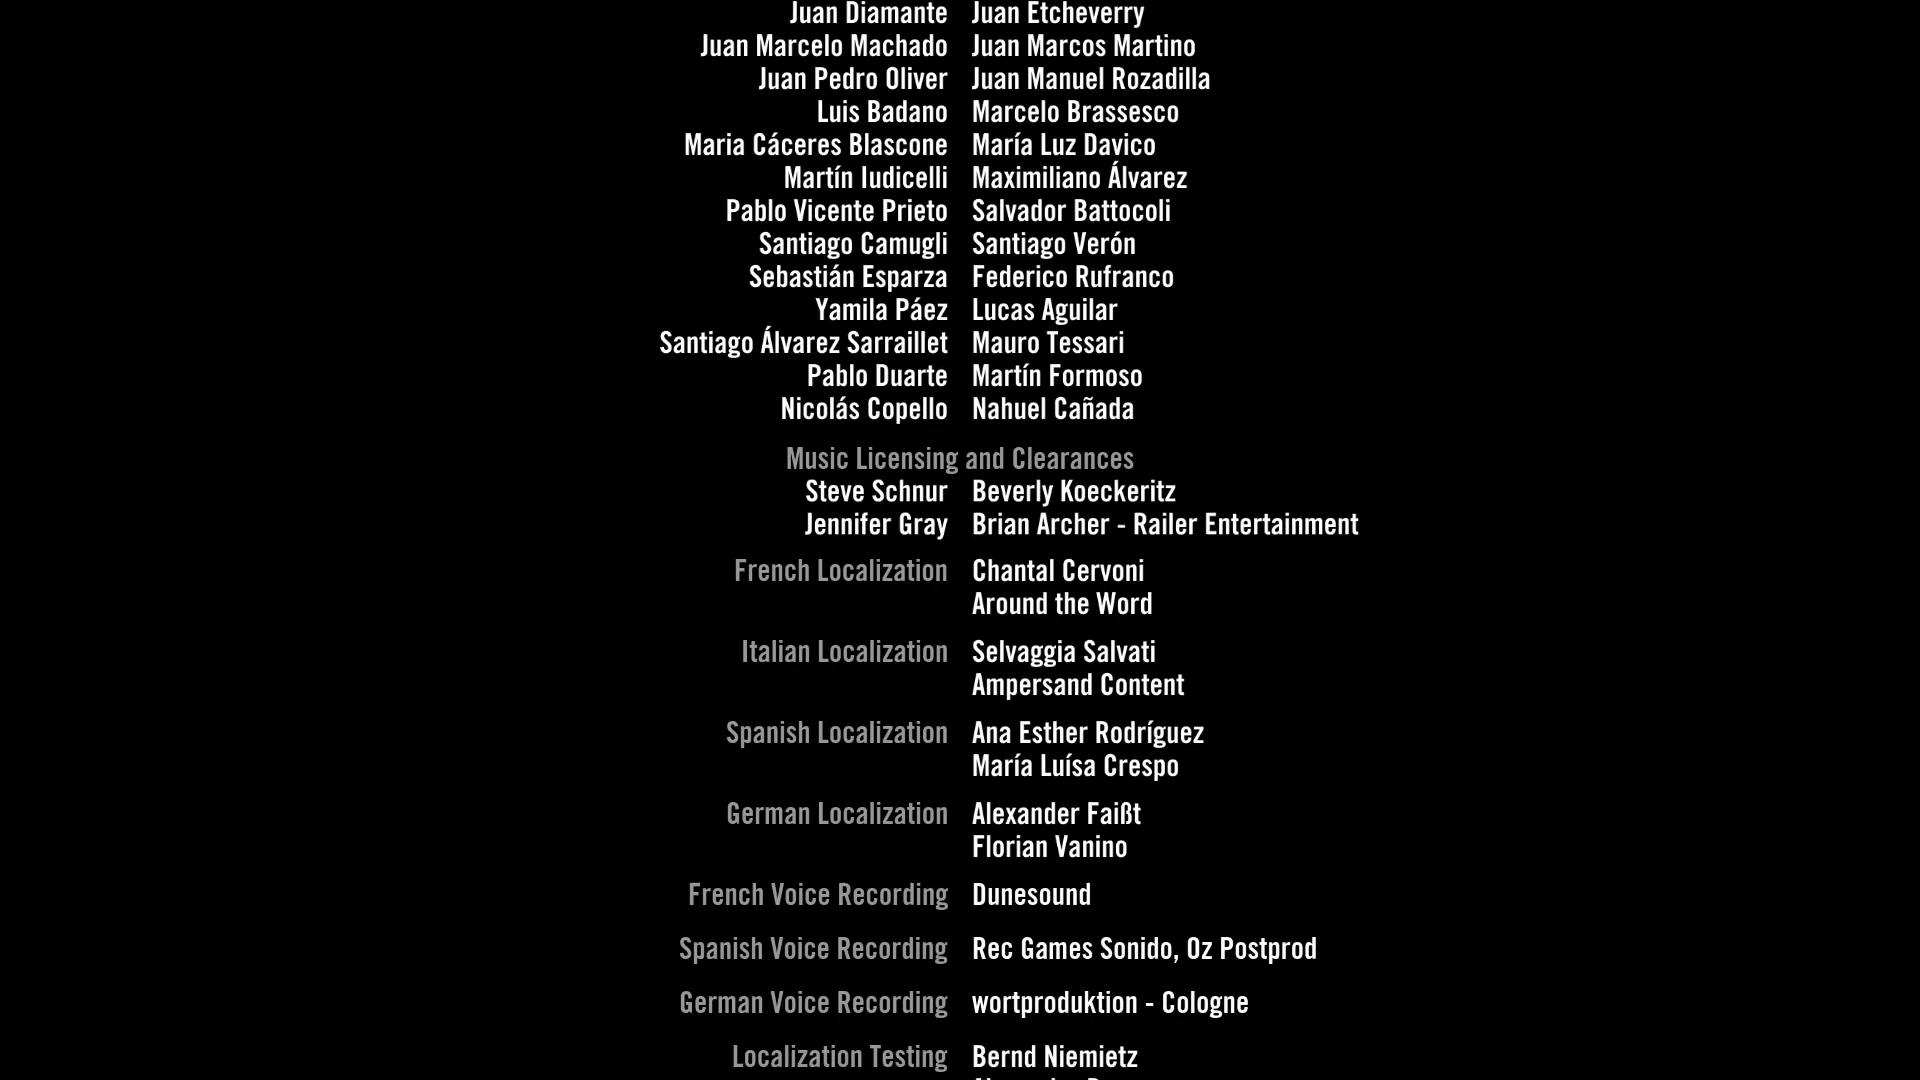 Juan Diamante Juan Etcheverry
Juan Marcelo Machado Juan Marcos Martino
Juan Pedro Oliver Juan Manuel Rozadilla
Luis Badano Marcelo Brassesco
Maria Cáceres Blascone María Luz Davico
Martín Iudicelli Maximiliano Álvarez
Pablo Vicente Prieto Salvador Battocoli
Santiago Camugli Santiago Verón
Sebastián Esparza Federico Rufranco
Yamila Páez Lucas Aguilar
Santiago Álvarez Sarraillet Mauro Tessari
Pablo Duarte Martín Formoso
Nicolás Copello Nahuel Cañada
Music Licensing and Clearances
Steve Schnur Beverly Koeckeritz
Jennifer Gray Brian Archer - Railer Entertainment
French Localization Chantal Cervoni
Around the Word
Italian Localization Selvaggia Salvati
Ampersand Content
Spanish Localization Ana Esther Rodríguez
María Luísa Crespo
German Localization Alexander Faißt
Florian Vanino
French Voice Recording Dunesound
Spanish Voice Recording Rec Games Sonido, Oz Postprod
German Voice Recording wortproduktion - Cologne
Localization Testing Bernd Niemietz